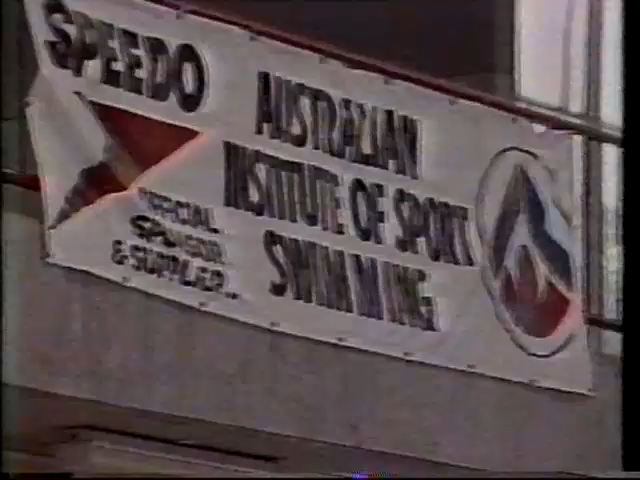 SPEEDO
OFFICIAL
SPONSOR
& SUPPLIER
AUSTRALIAN
INSTITUTE OF SPORT
SWIMMING